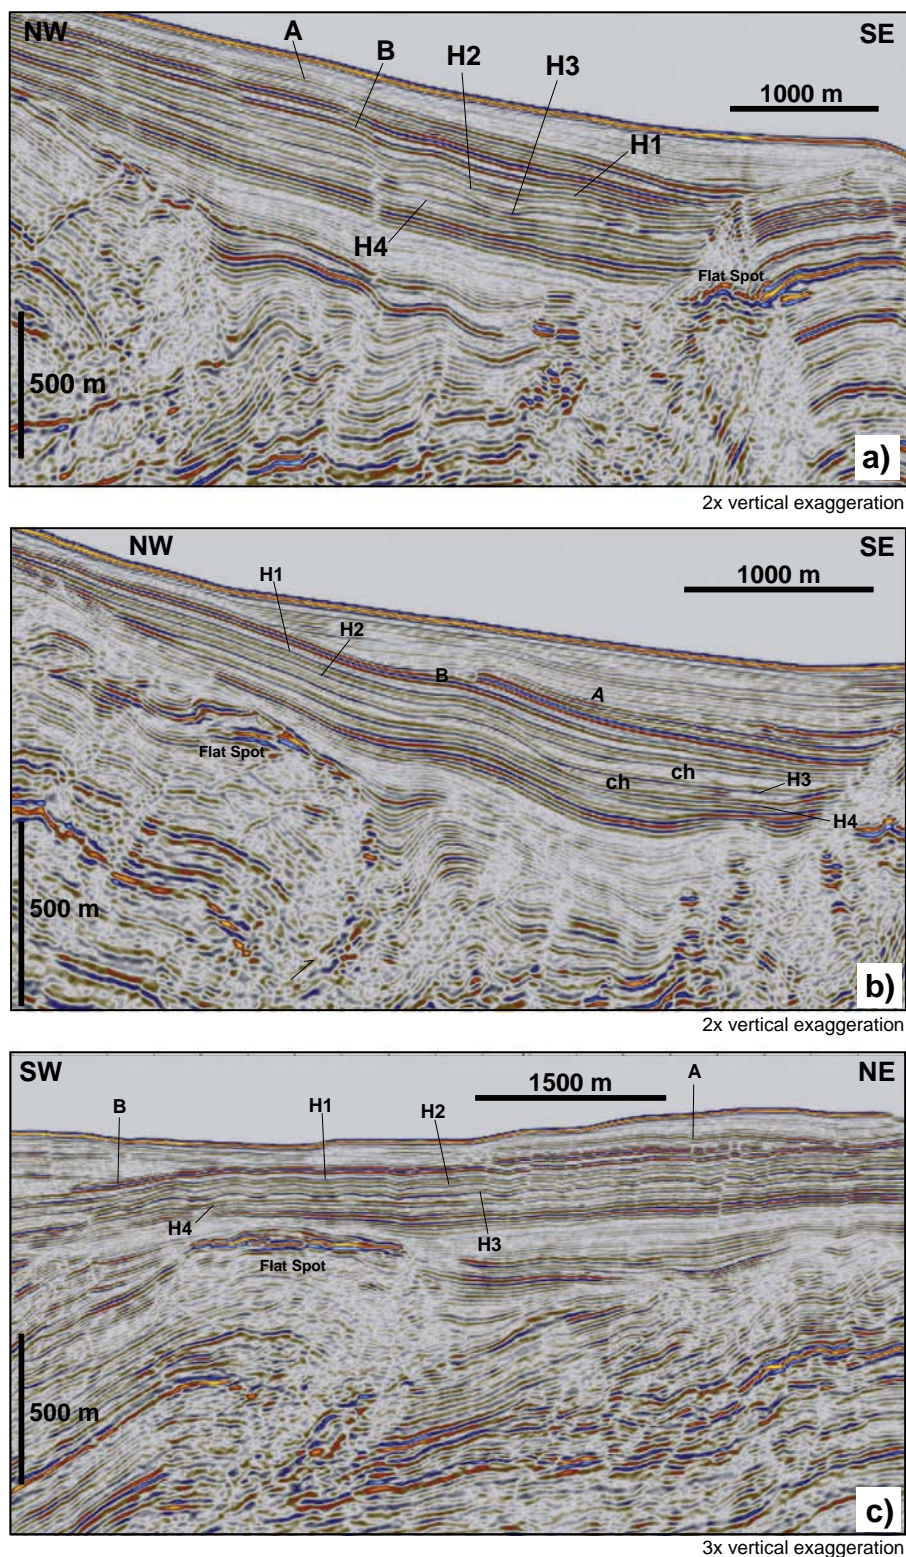 NW
SE
A
B
H2
H3
1000 m
H1
H4
Flat Spot
500 m
a)
2x vertical exaggeration
NW
SE
H1
1000 m
H2
B
A
Flat Spot
ch
ch
H3
H4
500 m
b)
2x vertical exaggeration
SW
NE
1500 m
A
B
H1
H2
H4
H3
Flat Spot
500 m
c)
3x vertical exaggeration